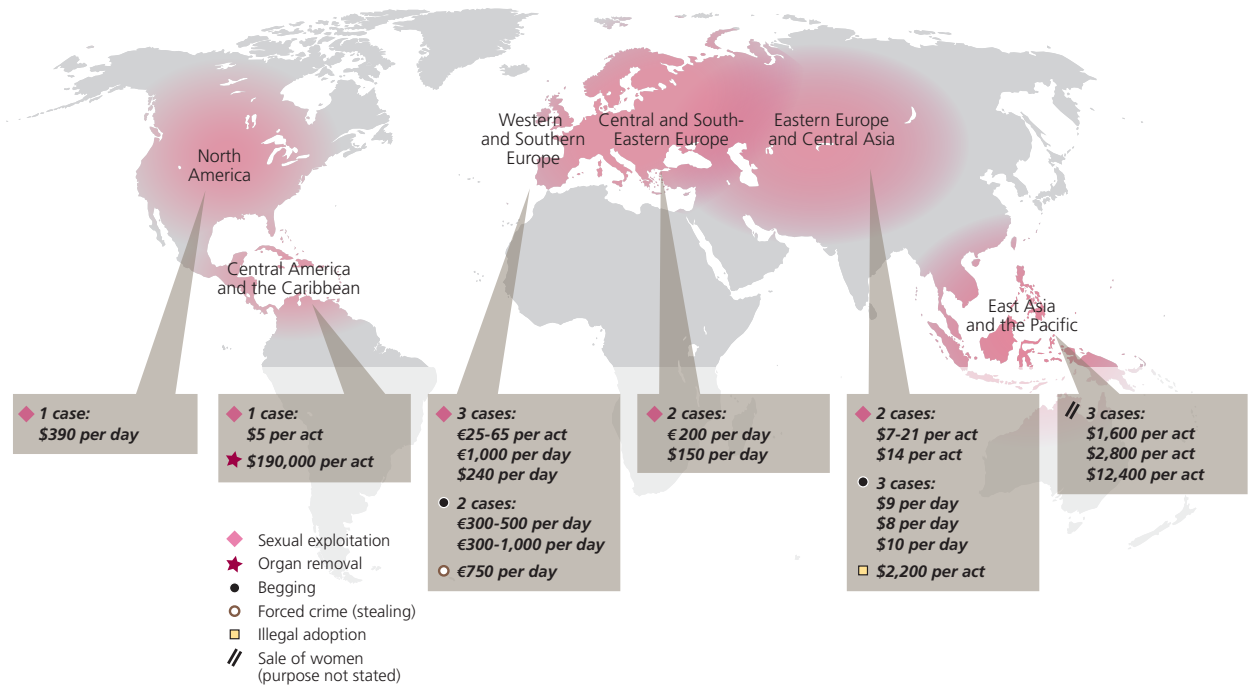 North
America
Central America
and the Caribbean
Western
and Southern
Europe
Central and South-
Eastern Europe
Eastern Europe
and Central Asia
East Asia
and the Pacific
1 case:
$390 per day
1 case:
$5 per act
$190,000 per act
3 cases:
€25-65 per act
€1,000 per day
$240 per day
2 cases:
€300-500 per day
€300-1,000 per day
€750 per day
2 cases:
€ 200 per day
$150 per day
2 cases:
$7-21 per act
$14 per act
3 cases:
$9 per day
$8 per day
$10 per day
$2,200 per act
3 cases:
$1,600 per act
$2,800 per act
$12,400 per act
Sexual exploitation
Organ removal
Begging
Forced crime (stealing)
Illegal adoption
Sale of women
(purpose not stated)